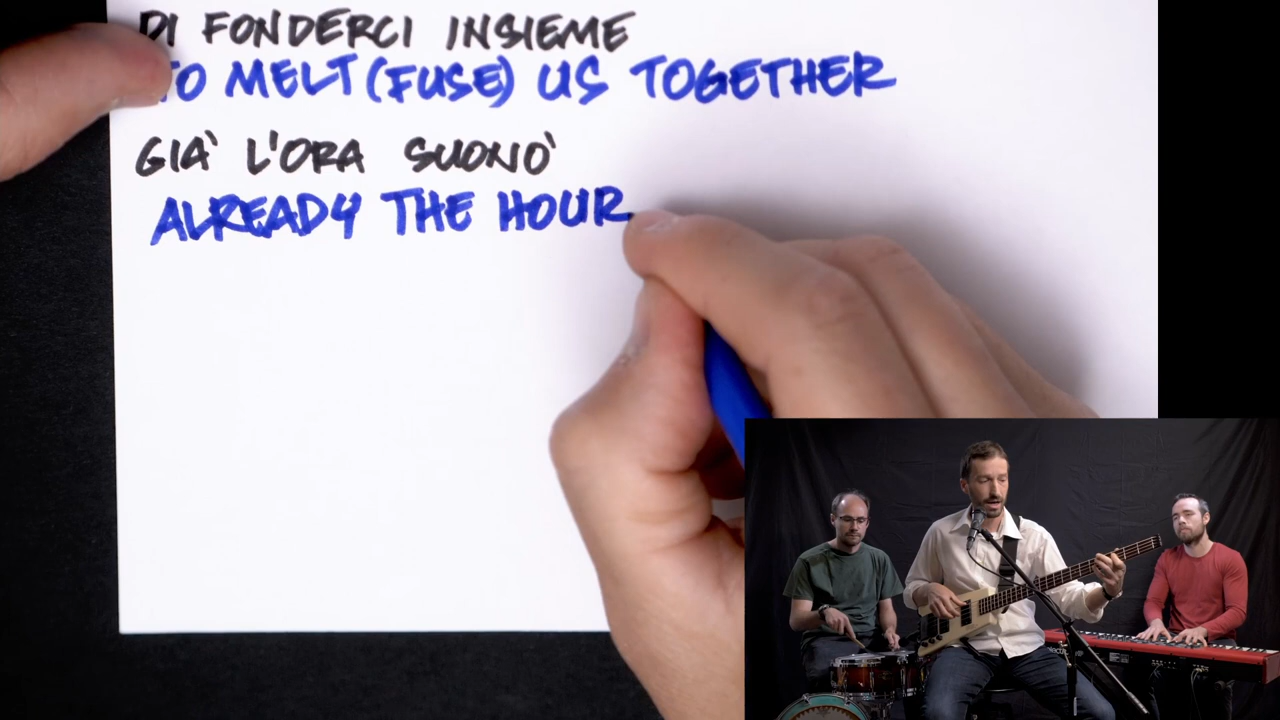 DI FONDERCI INSIEME
TO MELT (FUSE) US TOGETHER
GIA' L'ORA SUONO'
ALREADY THE HOUR